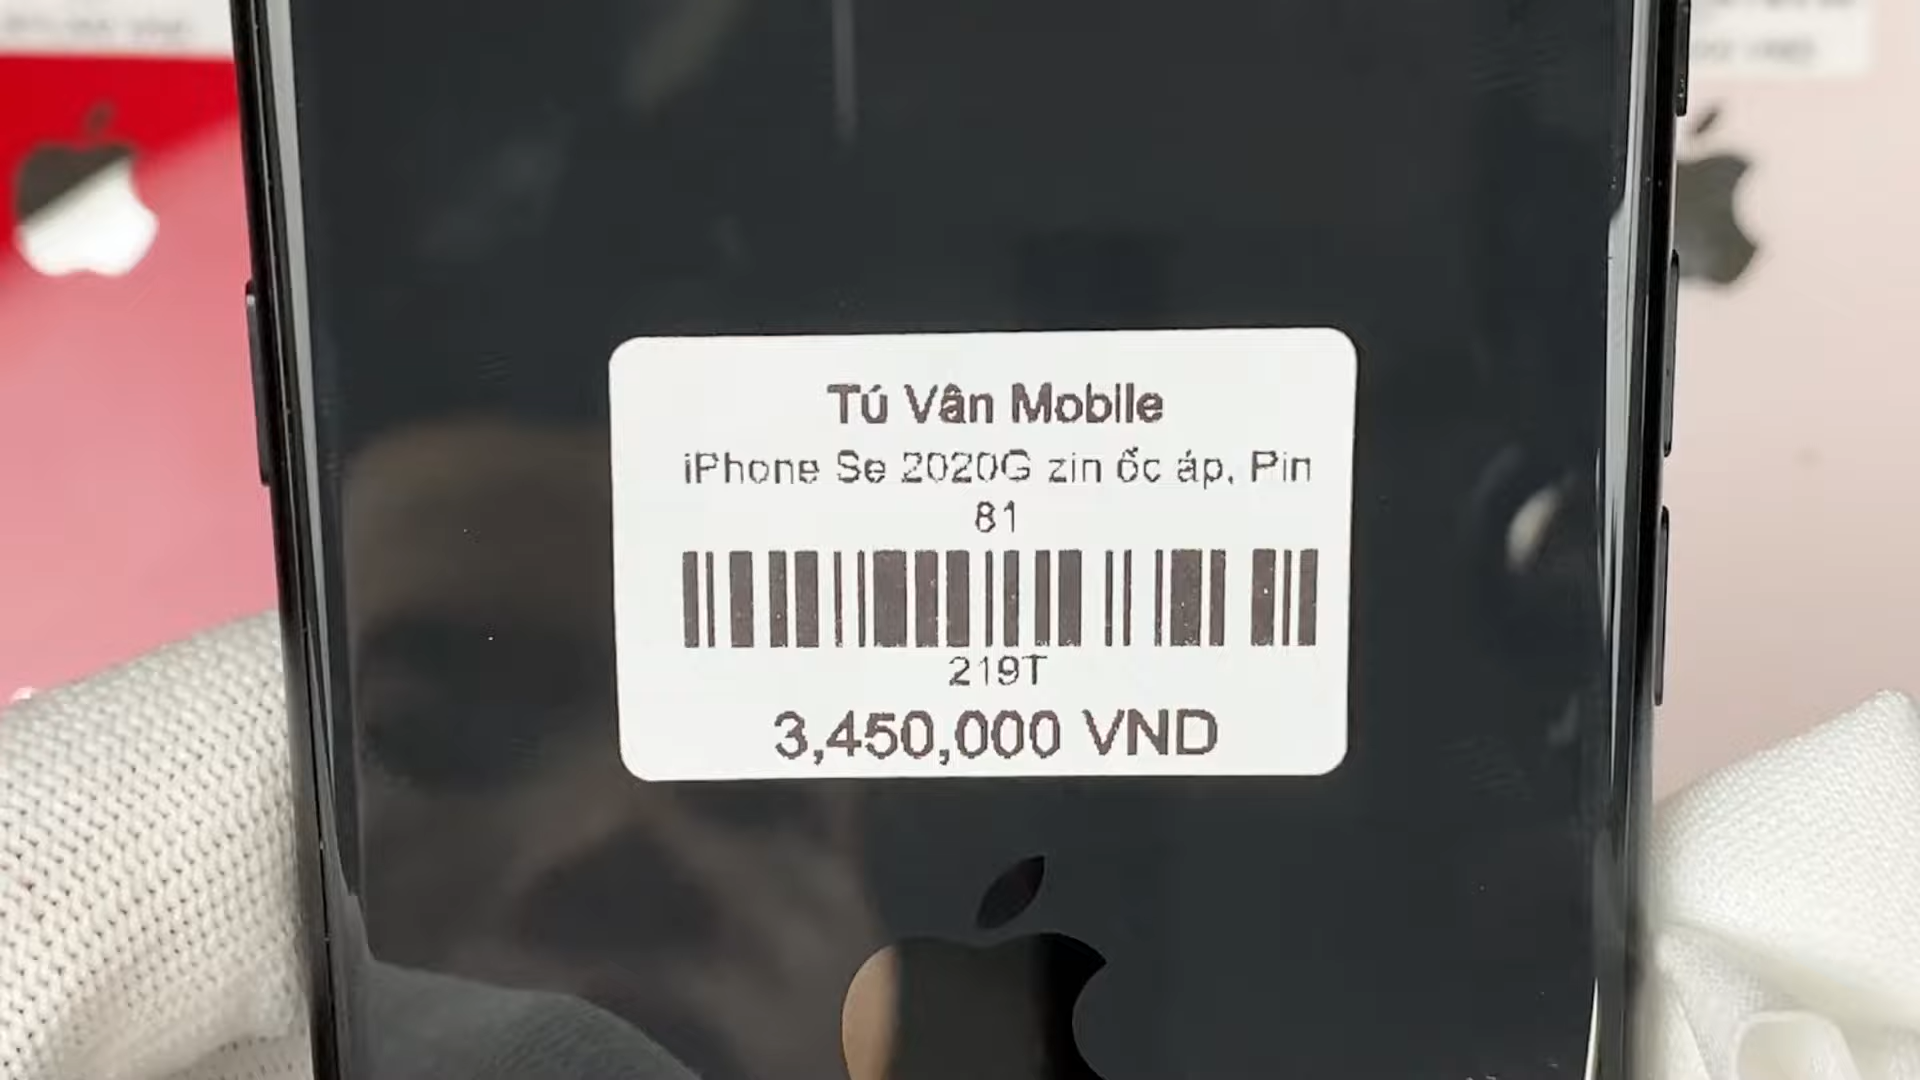 Tú Vân Mobile
iPhone Se 2020G zin ốc áp, Pin
81
219T
3,450,000 VND